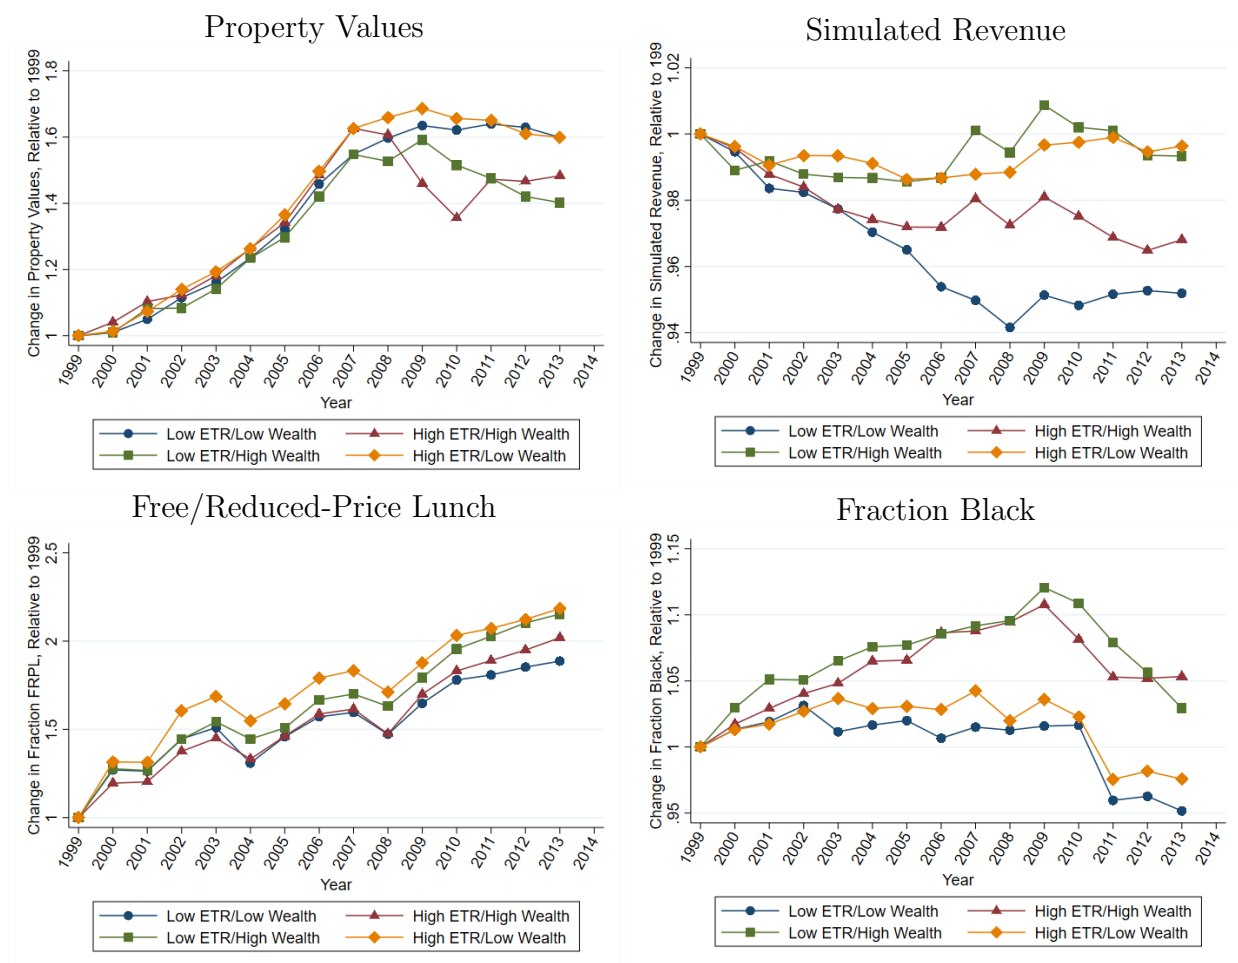 Property Values
Change in Property Values, Relative to 1999
1.8
1.6
1.4
1.2
1
1999 2000 2001 2002 2003 2004 2005 2006 2007 2008 2009 2010 2011 2012 2013 2014
Year
Low ETR/Low Wealth High ETR/High Wealth
Low ETR/High Wealth High ETR/Low Wealth
Simulated Revenue
Change in Simulated Revenue, Relative to 199
1.02
1
.98
.96
.94
1999 2000 2001 2002 2003 2004 2005 2006 2007 2008 2009 2010 2011 2012 2013 2014
Year
Low ETR/Low Wealth High ETR/High Wealth
Low ETR/High Wealth High ETR/Low Wealth
Free/Reduced-Price Lunch
Change in Fraction FRPL, Relative to 1999
2.5
2
1.5
1
1999 2000 2001 2002 2003 2004 2005 2006 2007 2008 2009 2010 2011 2012 2013 2014
Year
Low ETR/Low Wealth High ETR/High Wealth
Low ETR/High Wealth High ETR/Low Wealth
Fraction Black
Change in Fraction Black, Relative to 1999
1.15
1.1
1.05
1
.95
1999 2000 2001 2002 2003 2004 2005 2006 2007 2008 2009 2010 2011 2012 2013 2014
Year
Low ETR/Low Wealth High ETR/High Wealth
Low ETR/High Wealth High ETR/Low Wealth